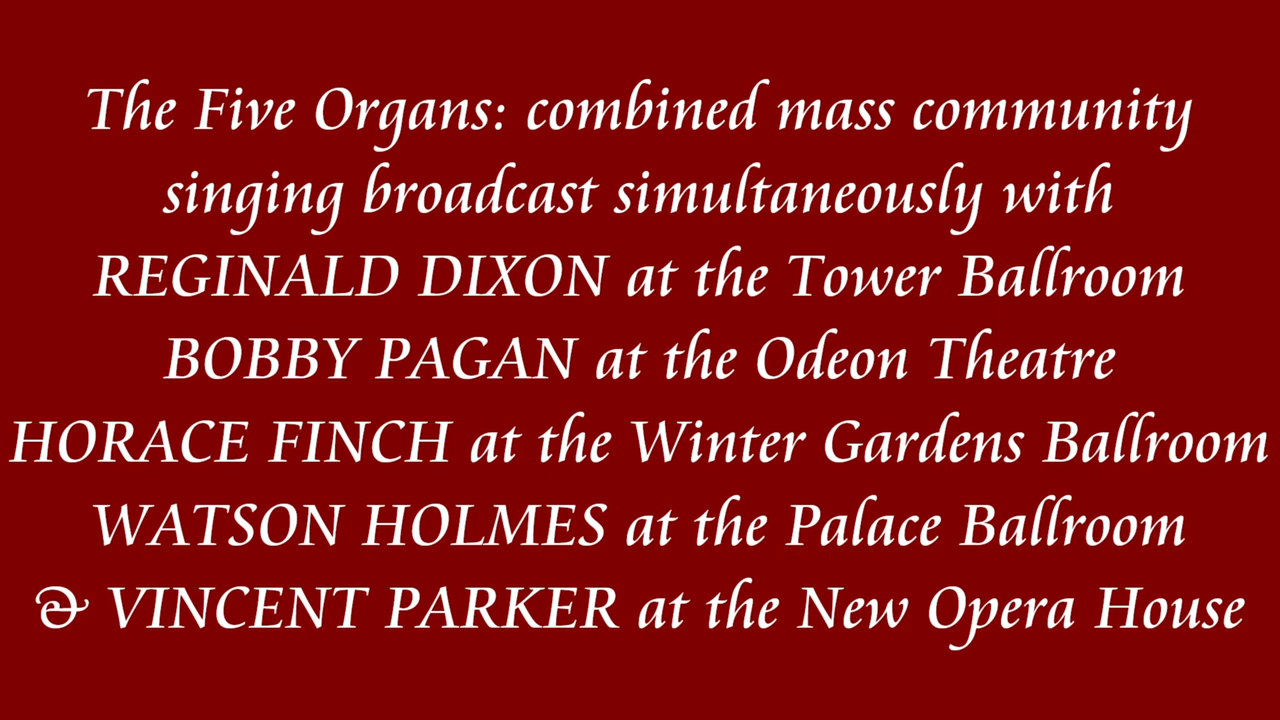 The Five Organs: combined mass community
singing broadcast simultaneously with
REGINALD DIXON at the Tower Ballroom
BOBBY PAGAN at the Odeon Theatre
HORACE FINCH at the Winter Gardens Ballroom
WATSON HOLMES at the Palace Ballroom
& VINCENT PARKER at the New Opera House